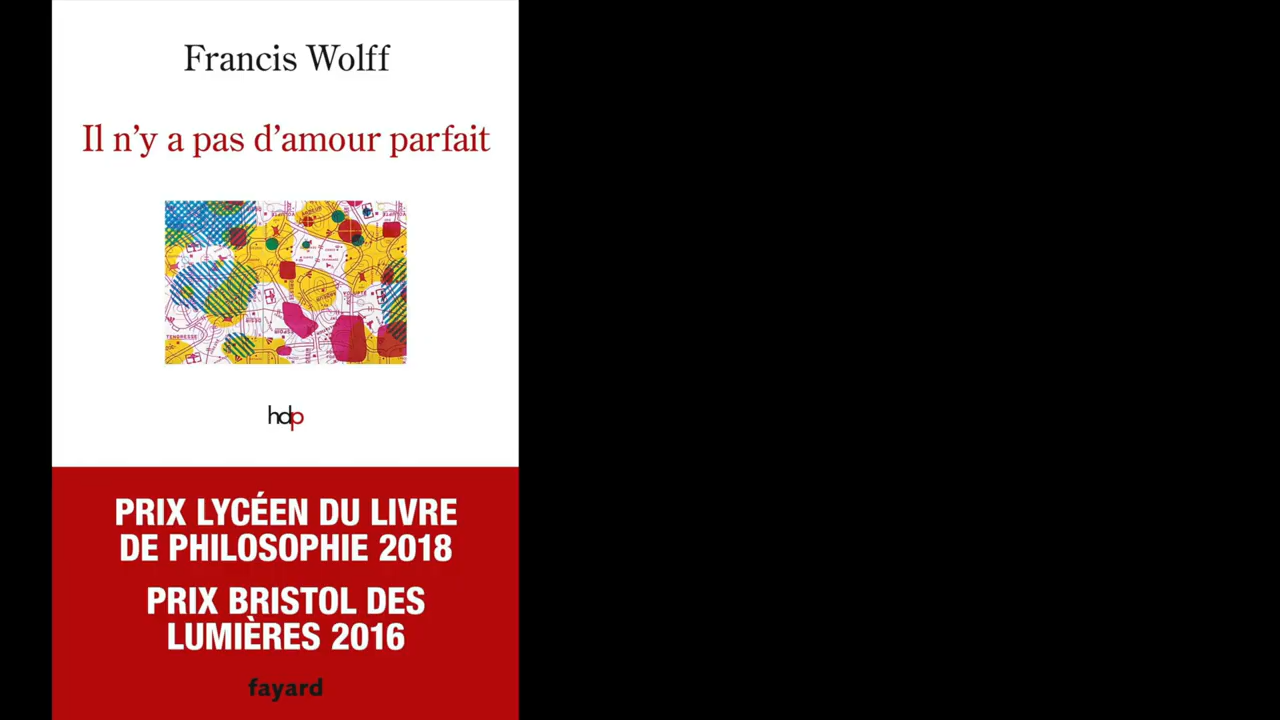 Francis Wolff
Il n'y a pas d'amour parfait
TENDRESSE
hdp
PRIX LYCÉEN DU LIVRE
DE PHILOSOPHIE 2018
PRIX BRISTOL DES
LUMIÈRES 2016
fayard